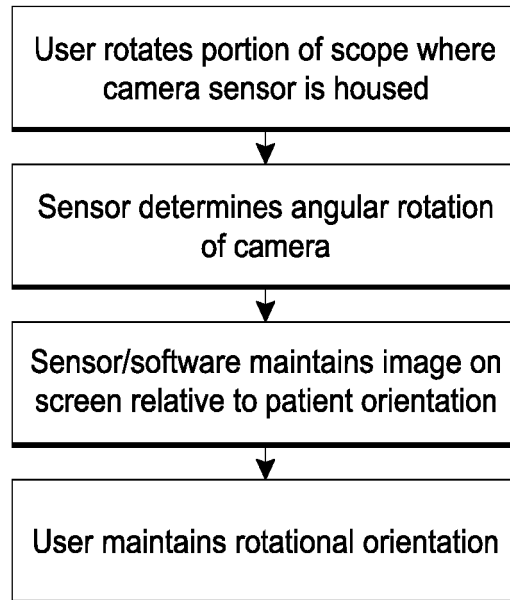 User rotates portion of scope where
camera sensor is housed
Sensor determines angular rotation
of camera
Sensor/software maintains image on
screen relative to patient orientation
User maintains rotational orientation